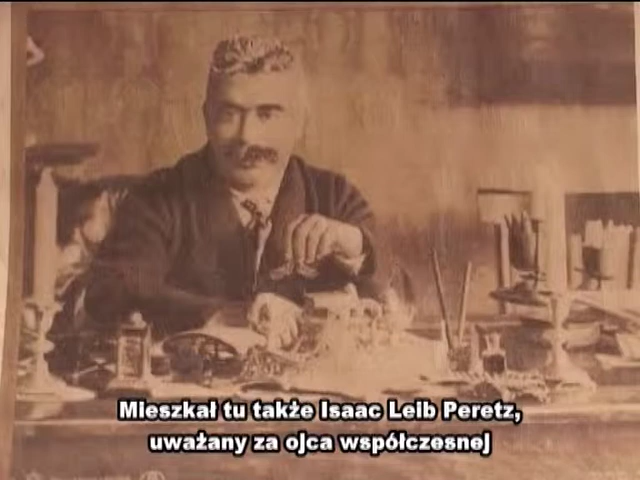 Mieszkał tu także Isaac Leib Peretz,
uważany za ojca współczesnej